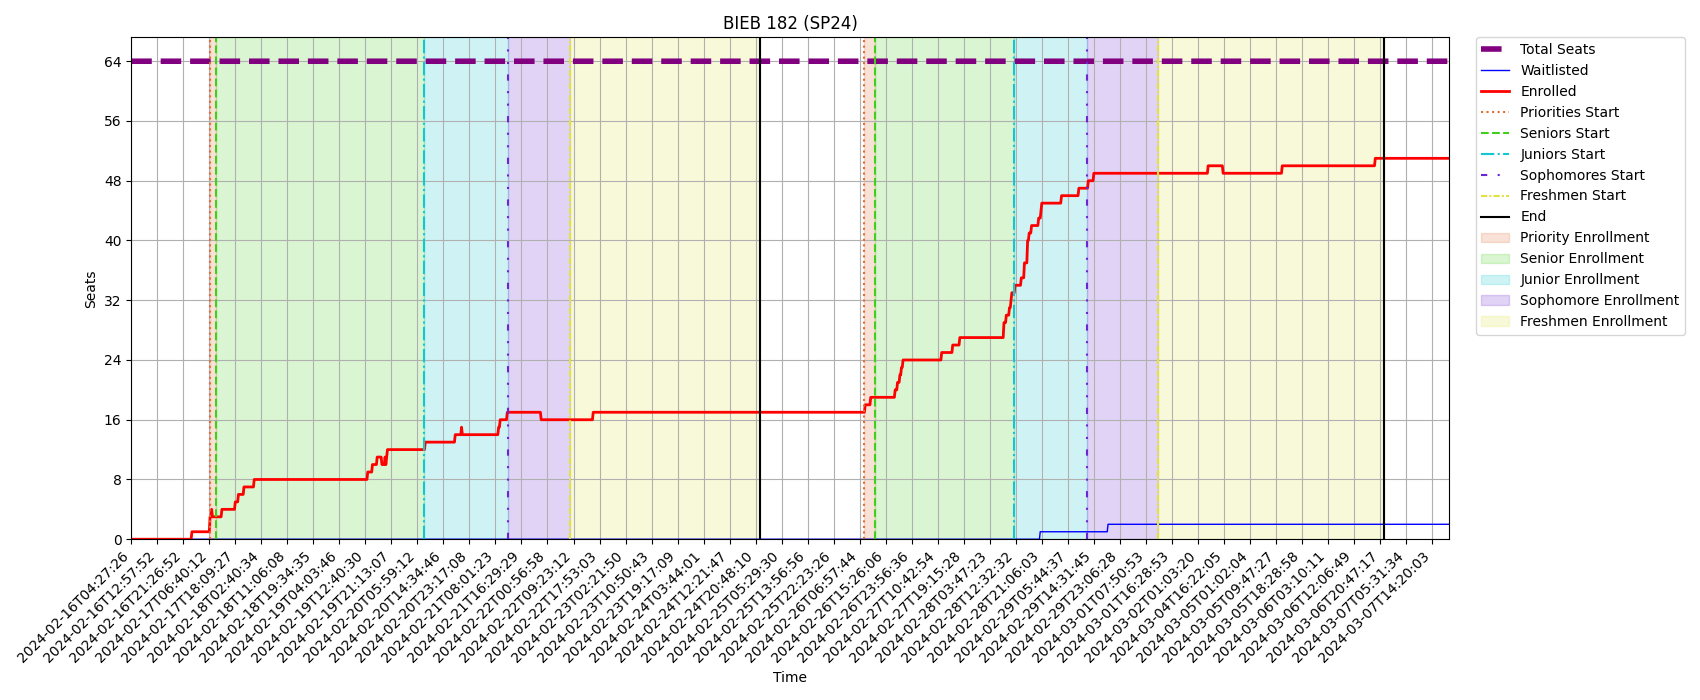 BIEB 182 (SP24)
Seats
64
56
48
40
32
24
16
8
0
2024-02-16T04:27:26
2024-02-16T12:57:52
2024-02-16T21:26:52
2024-02-17T06:40:12
2024-02-17T18:09:27
2024-02-18T02:40:34
2024-02-18T11:06:08
2024-02-18T19:34:35
2024-02-19T04:03:46
2024-02-19T12:40:30
2024-02-19T21:13:07
2024-02-20T05:59:12
2024-02-20T14:34:46
2024-02-20T23:17:08
2024-02-21T08:01:23
2024-02-21T16:29:29
2024-02-22T00:56:58
2024-02-22T09:23:12
2024-02-22T17:53:03
2024-02-23T02:21:50
2024-02-23T10:50:43
2024-02-23T19:17:09
2024-02-24T03:44:01
2024-02-24T12:21:47
2024-02-24T20:48:10
2024-02-25T05:29:30
2024-02-25T13:56:56
2024-02-25T22:23:26
2024-02-26T06:57:44
2024-02-26T15:26:06
2024-02-26T23:56:36
2024-02-27T10:42:54
2024-02-27T19:15:28
2024-02-28T03:47:23
2024-02-28T12:32:32
2024-02-28T21:06:03
2024-02-29T05:44:37
2024-02-29T14:31:45
2024-02-29T23:06:28
2024-03-01T07:50:53
2024-03-01T16:28:53
2024-03-02T01:03:20
2024-03-04T16:22:05
2024-03-05T01:02:04
2024-03-05T09:47:27
2024-03-05T18:28:58
2024-03-06T03:10:11
2024-03-06T12:06:49
2024-03-06T20:47:17
2024-03-07T05:31:34
2024-03-07T14:20:03
Time
Total Seats
Waitlisted
Enrolled
Priorities Start
Seniors Start
Juniors Start
Sophomores Start
Freshmen Start
End
Priority Enrollment
Senior Enrollment
Junior Enrollment
Sophomore Enrollment
Freshmen Enrollment